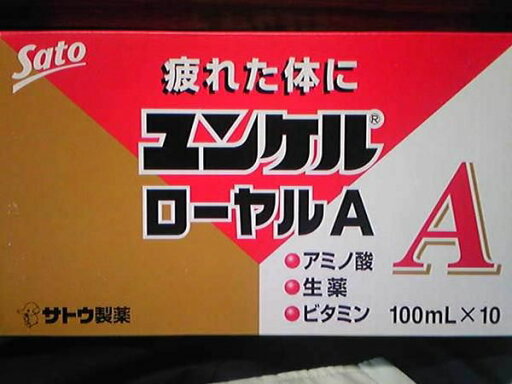 Sato
疲れた体に
ユンケル®
ローヤルA
A
アミノ酸
生薬
ビタミン
サトウ製薬
100mL×10